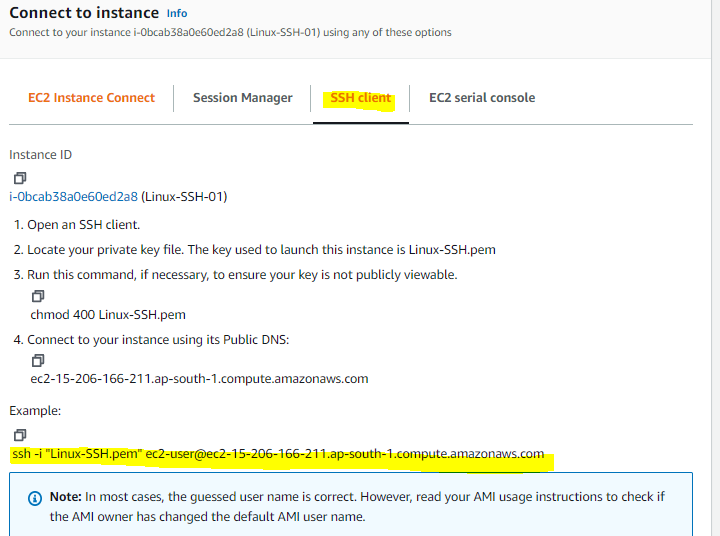 Connect to instance Info
Connect to your instance i-0bcab38a0e60ed2a8 (Linux-SSH-01) using any of these options
EC2 Instance Connect
Session Manager
SSH client
EC2 serial console
Instance ID
i-0bcab38a0e60ed2a8 (Linux-SSH-01)
1. Open an SSH client.
2. Locate your private key file. The key used to launch this instance is Linux-SSH.pem
3. Run this command, if necessary, to ensure your key is not publicly viewable.
chmod 400 Linux-SSH.pem
4. Connect to your instance using its Public DNS:
ec2-15-206-166-211.ap-south-1.compute.amazonaws.com
Example:
ssh -i "Linux-SSH.pem" ec2-user@ec2-15-206-166-211.ap-south-1.compute.amazonaws.com
Note: In most cases, the guessed user name is correct. However, read your AMI usage instructions to check if
the AMI owner has changed the default AMI user name.